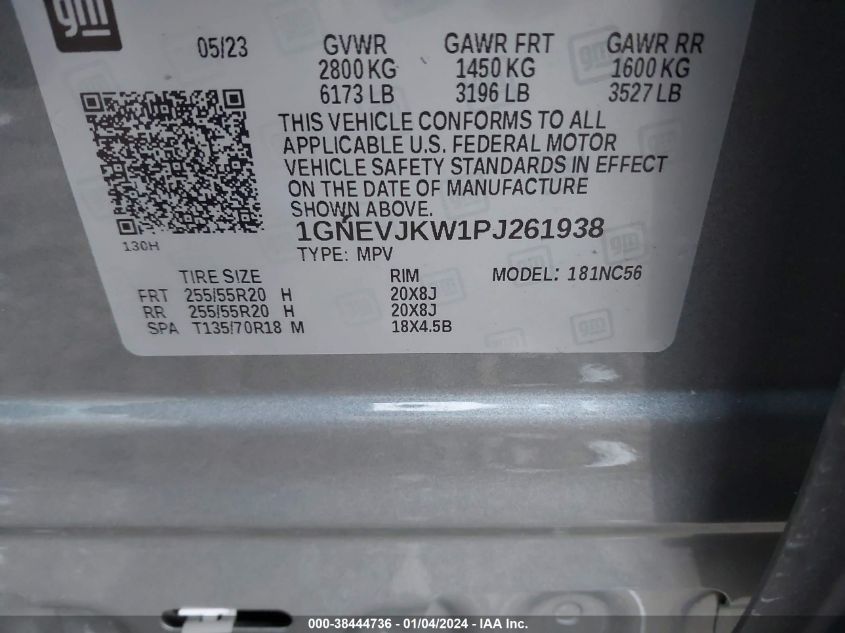 gm
05/23 GVWR GAWR FRT GAWR RR
2800 KG 1450 KG 1600 KG
6173 LB 3196 LB 3527 LB
THIS VEHICLE CONFORMS TO ALL
APPLICABLE U.S. FEDERAL MOTOR
VEHICLE SAFETY STANDARDS IN EFFECT
ON THE DATE OF MANUFACTURE
SHOWN ABOVE.
130H
1GNEVJKW1PJ261938
TYPE: MPV
TIRE SIZE RIM MODEL: 181NC56
FRT 255/55R20 H 20X8J
RR 255/55R20 H 20X8J
SPA T135/70R18 M 18X4.5B
000-38444736 - 01/04/2024 - IAA Inc.